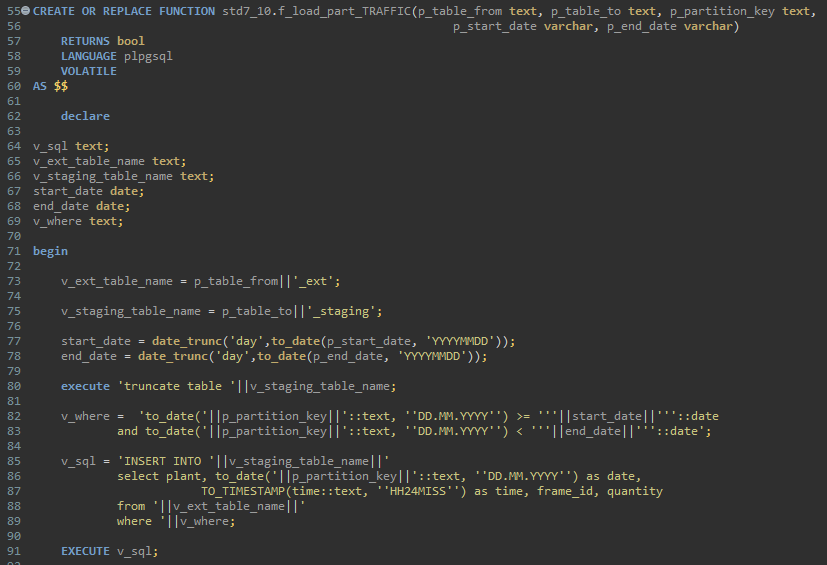 55 CREATE OR REPLACE FUNCTION std7_10.f_load_part_TRAFFIC(p_table_from text, p_table_to text, p_partition_key text,
56 p_start_date varchar, p_end_date varchar)
57 RETURNS bool
58 LANGUAGE plpgsql
59 VOLATILE
60 AS $$
61
62 declare
63
64 v_sql text;
65 v_ext_table_name text;
66 v_staging_table_name text;
67 start_date date;
68 end_date date;
69 v_where text;
70
71 begin
72
73 v_ext_table_name = p_table_from||'_ext';
74
75 v_staging_table_name = p_table_to||'_staging';
76
77 start_date = date_trunc('day',to_date(p_start_date, 'YYYYMMDD'));
78 end_date = date_trunc('day',to_date(p_end_date, 'YYYYMMDD'));
79
80 execute 'truncate table '||v_staging_table_name;
81
82 v_where = 'to_date('||p_partition_key||'::text, ''DD.MM.YYYY'') >= '''||start_date||'''::date
83 and to_date('||p_partition_key||'::text, ''DD.MM.YYYY'') < '''||end_date||'''::date';
84
85 v_sql = 'INSERT INTO '||v_staging_table_name||'
86 select plant, to_date('||p_partition_key||'::text, ''DD.MM.YYYY'') as date,
87 TO_TIMESTAMP(time::text, ''HH24MISS'') as time, frame_id, quantity
88 from '||v_ext_table_name||'
89 where '||v_where;
90
91 EXECUTE v_sql;
92